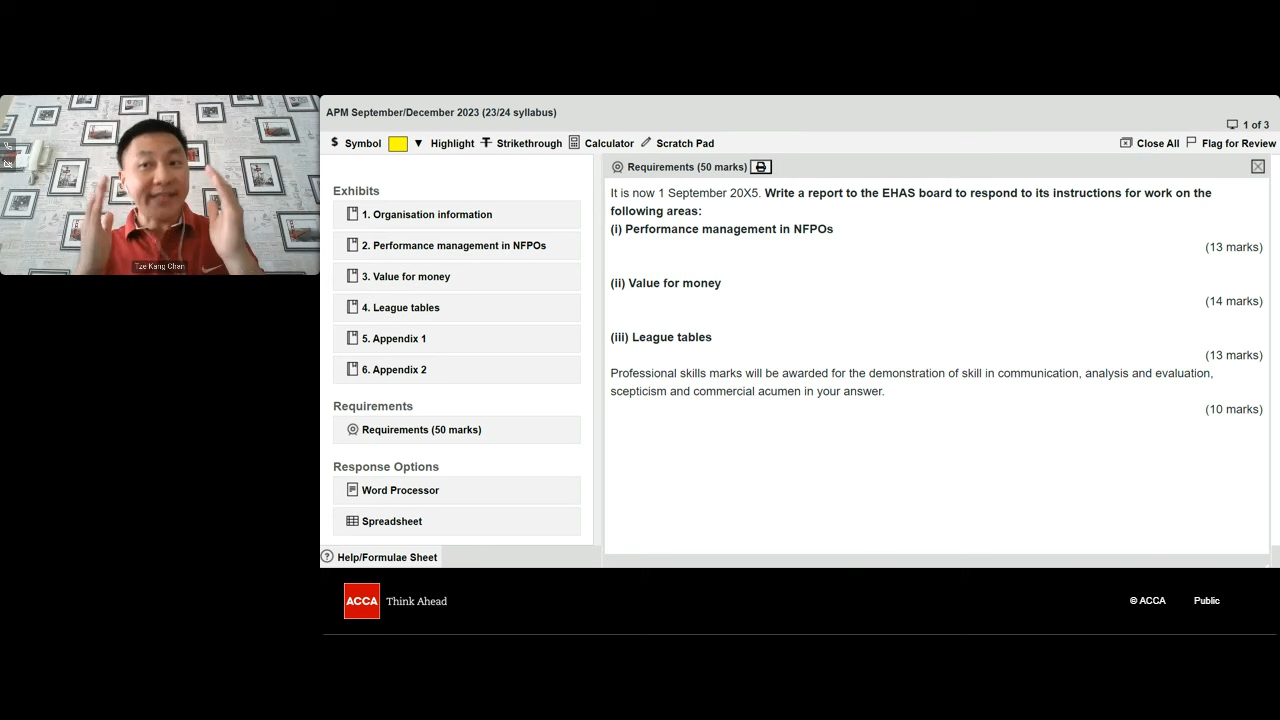 APM September/December 2023 (23/24 syllabus)
1 of 3
$ Symbol ▼ Highlight Strikethrough Calculator Scratch Pad Close All Flag for Review
Exhibits
1. Organisation information
2. Performance management in NFPOs
3. Value for money
4. League tables
5. Appendix 1
6. Appendix 2
Requirements
Requirements (50 marks)
Response Options
Word Processor
Spreadsheet
? Help/Formulae Sheet
Requirements (50 marks)
It is now 1 September 20X5. Write a report to the EHAS board to respond to its instructions for work on the
following areas:
(i) Performance management in NFPOs
(13 marks)
(ii) Value for money
(14 marks)
(iii) League tables
(13 marks)
Professional skills marks will be awarded for the demonstration of skill in communication, analysis and evaluation,
scepticism and commercial acumen in your answer.
(10 marks)
Tze Kang Chan
ACCA Think Ahead
© ACCA Public